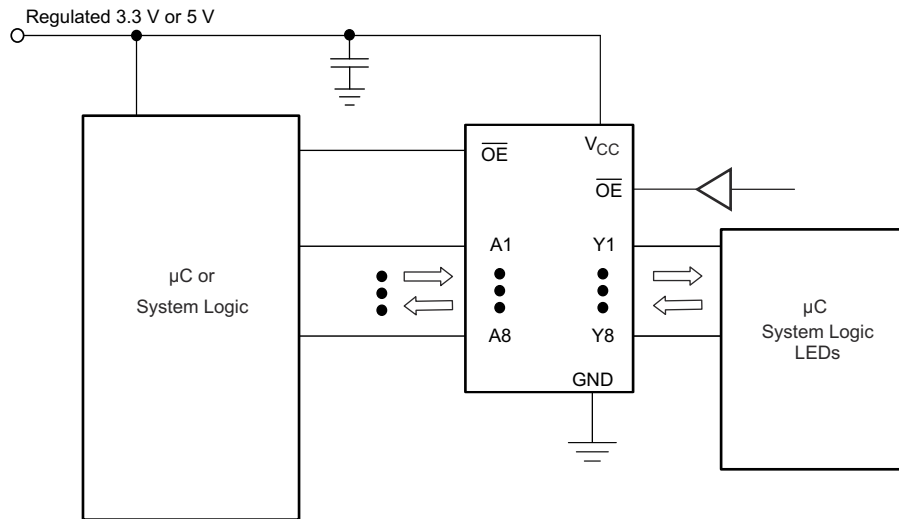 Regulated 3.3 V or 5 V
OE
VCC
OE
µC or
System Logic
A1
Y1
A8
Y8
GND
µC
System Logic
LEDs